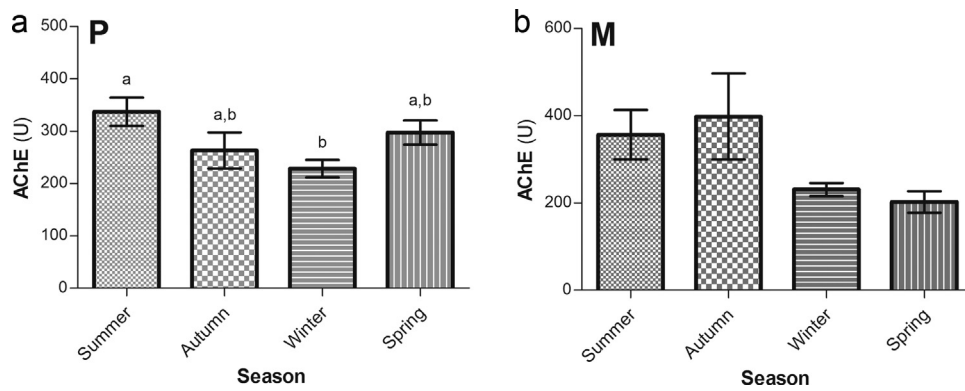 a P
500
400
300
200
100
0
AChE (U)
a
a,b
b
a,b
Summer
Autumn
Winter
Spring
Season
b M
600
400
200
0
AChE (U)
Summer
Autumn
Winter
Spring
Season